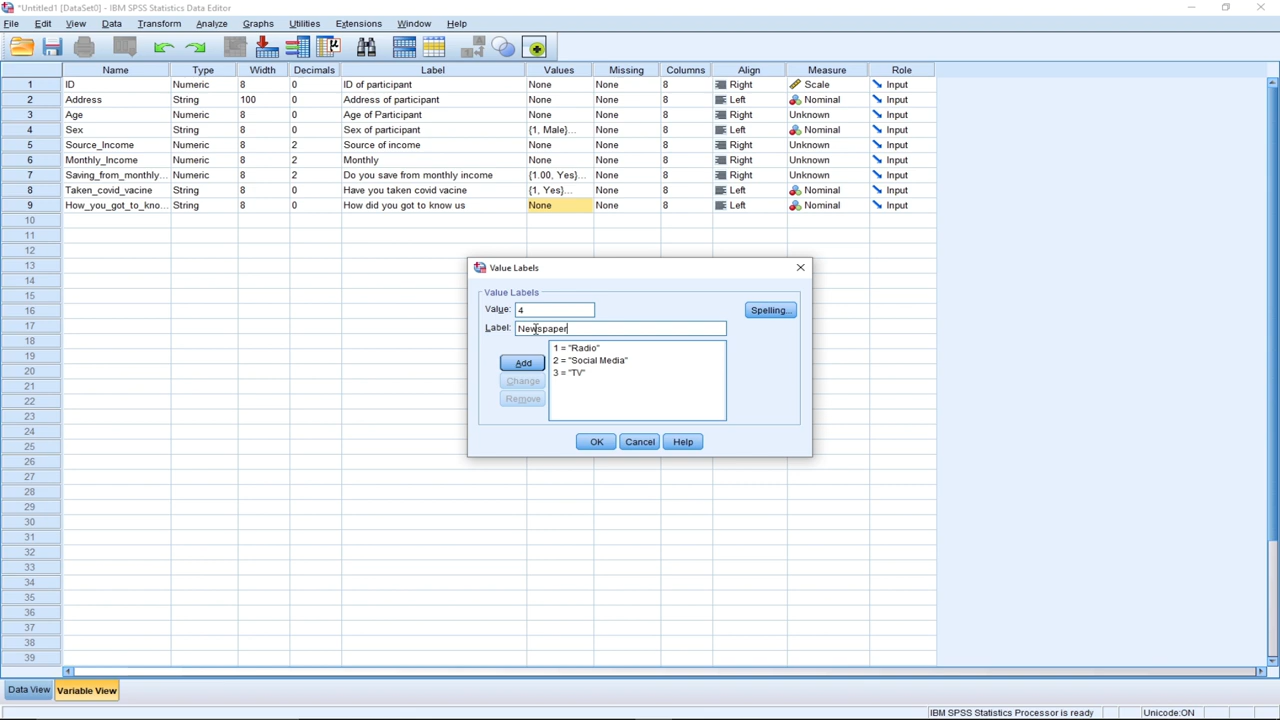 *Untitled1 [DataSet0] - IBM SPSS Statistics Data Editor
File Edit View Data Transform Analyze Graphs Utilities Extensions Window Help
Name Type Width Decimals Label Values Missing Columns Align Measure Role
1 ID Numeric 8 0 ID of participant None None 8 Right Scale Input
2 Address String 100 0 Address of participant None None 8 Left Nominal Input
3 Age Numeric 8 0 Age of Participant None None 8 Right Unknown Input
4 Sex String 8 0 Sex of participant {1, Male}... None 8 Left Nominal Input
5 Source_Income Numeric 8 2 Source of income None None 8 Right Unknown Input
6 Monthly_Income Numeric 8 2 Monthly None None 8 Right Unknown Input
7 Saving_from_monthly... Numeric 8 2 Do you save from monthly income {1.00, Yes}... None 8 Right Unknown Input
8 Taken_covid_vacine String 8 0 Have you taken covid vacine {1, Yes}... None 8 Left Nominal Input
9 How_you_got_to_kno... String 8 0 How did you got to know us None None 8 Left Nominal Input
10
11
12
13
14
15
16
17
18
19
20
21
22
23
24
25
26
27
28
29
30
31
32
33
34
35
36
37
38
39
Value Labels
Value Labels
Value: 4 Spelling...
Label: Newspaper
1 = "Radio"
2 = "Social Media"
3 = "TV"
Add
Change
Remove
OK Cancel Help
Data View Variable View
IBM SPSS Statistics Processor is ready Unicode:ON